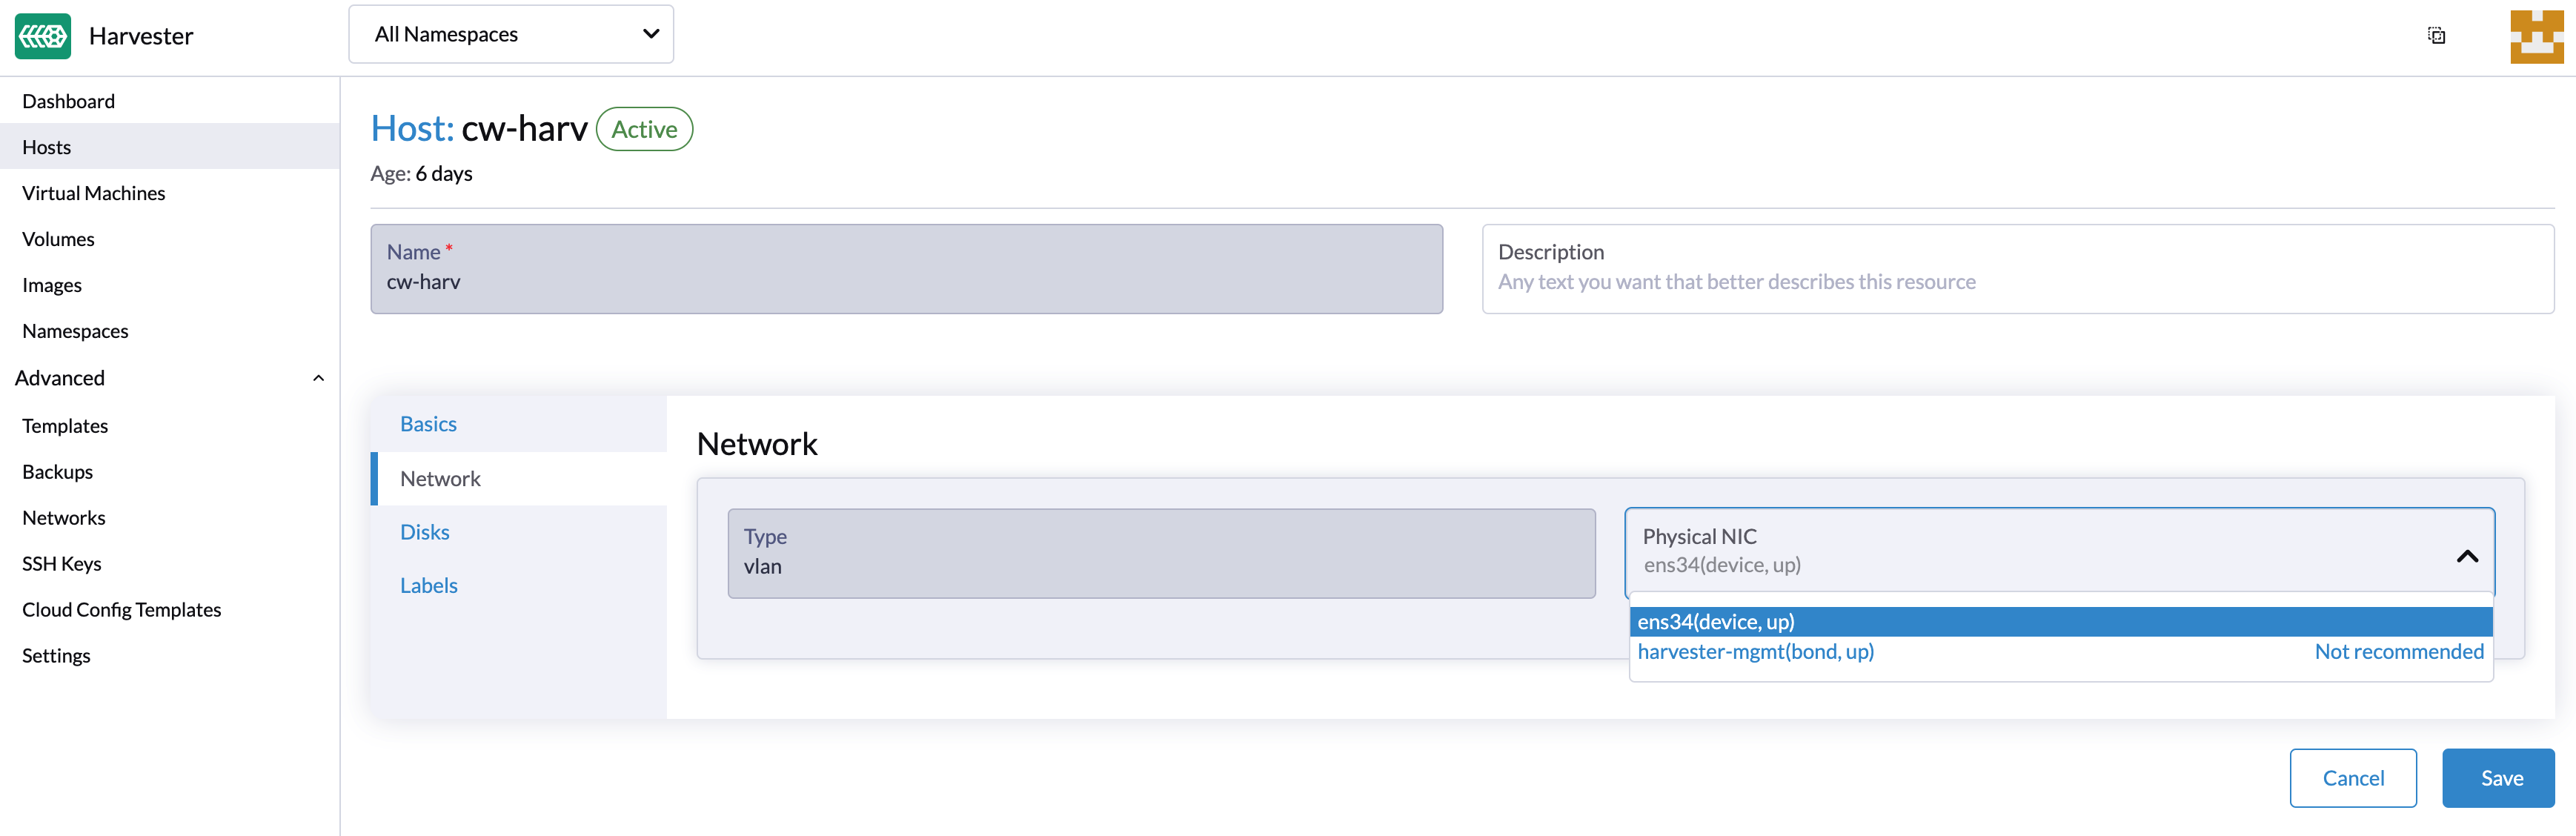 Harvester
All Namespaces
Dashboard
Hosts
Virtual Machines
Volumes
Images
Namespaces
Advanced
Templates
Backups
Networks
SSH Keys
Cloud Config Templates
Settings
Host: cw-harv Active
Age: 6 days
Name *
cw-harv
Description
Any text you want that better describes this resource
Basics
Network
Disks
Labels
Network
Type
vlan
Physical NIC
ens34(device, up)
ens34(device, up)
harvester-mgmt(bond, up) Not recommended
Cancel
Save